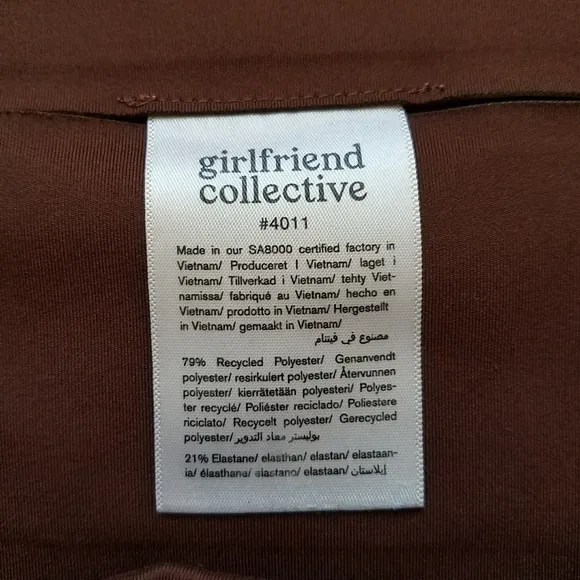 girlfriend
collective
#4011
Made in our SA8000 certified factory in
Vietnam/ Produceret I Vietnam/ laget i
Vietnam/ Tillverkad i Vietnam/ tehty Viet-
namissa/ fabriqué au Vietnam/ hecho en
Vietnam/ prodotto in Vietnam/ Hergestellt
in Vietnam/ gemaakt in Vietnam/
مصنوع في فيتنام
79% Recycled Polyester/ Genanvendt
polyester/ resirkulert polyester/ Återvunnen
polyester/ kierrätetään polyesteri/ Polyes-
ter recyclé/ Poliéster reciclado/ Poliestere
riciclato/ Recycelt polyester/ Gerecycled
polyester/ بوليستر معاد التدوير
21% Elastane/ elasthan/ elastan/ elastaan-
ia/ élasthane/ elastano/ elastaan/ إيلاستان